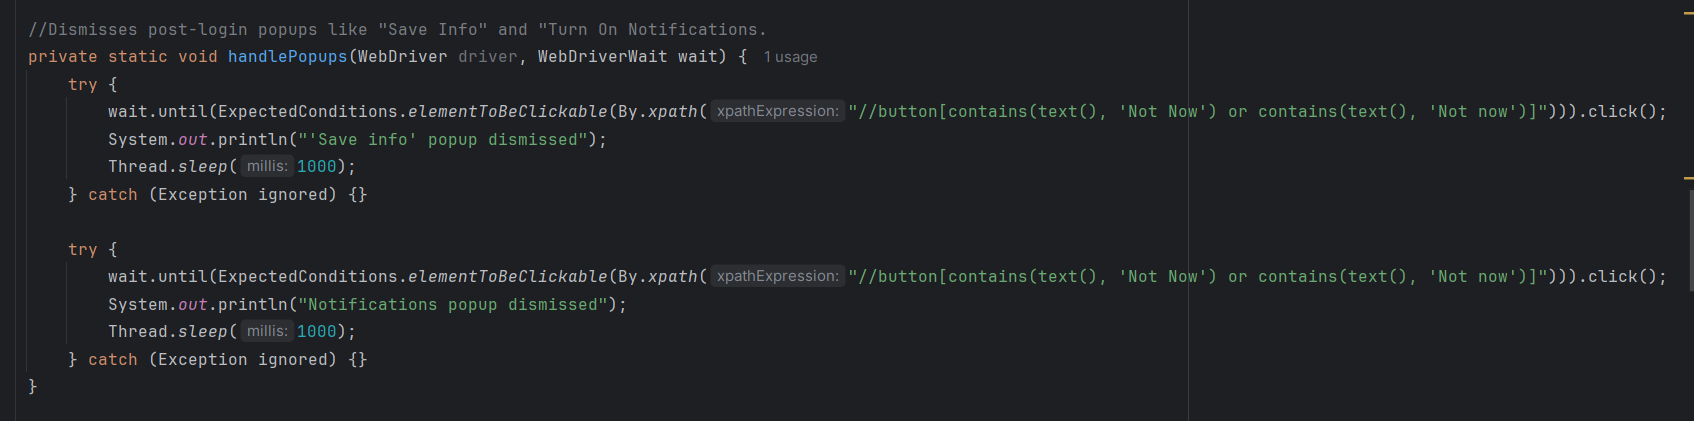 //Dismisses post-login popups like "Save Info" and "Turn On Notifications.
private static void handlePopups(WebDriver driver, WebDriverWait wait) { 1 usage
    try {
        wait.until(ExpectedConditions.elementToBeClickable(By.xpath( xpathExpression: "//button[contains(text(), 'Not Now') or contains(text(), 'Not now')]"))).click();
        System.out.println("'Save info' popup dismissed");
        Thread.sleep( millis: 1000);
    } catch (Exception ignored) {}
    try {
        wait.until(ExpectedConditions.elementToBeClickable(By.xpath( xpathExpression: "//button[contains(text(), 'Not Now') or contains(text(), 'Not now')]"))).click();
        System.out.println("Notifications popup dismissed");
        Thread.sleep( millis: 1000);
    } catch (Exception ignored) {}
}